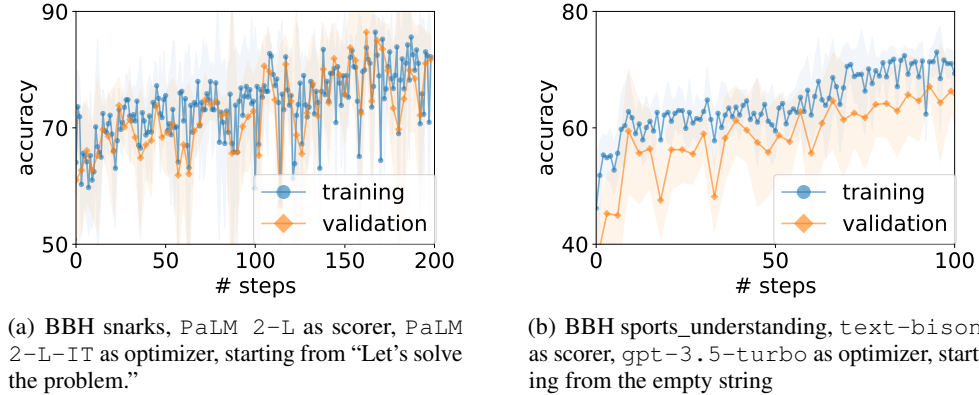 90
70
50
accuracy
0
50
100
150
200
# steps
training
validation
80
60
40
accuracy
0
50
100
# steps
training
validation
(a) BBH snarks, PaLM 2-L as scorer, PaLM
2-L-IT as optimizer, starting from “Let’s solve
the problem.”
(b) BBH sports_understanding, text-bison
as scorer, gpt-3.5-turbo as optimizer, start-
ing from the empty string